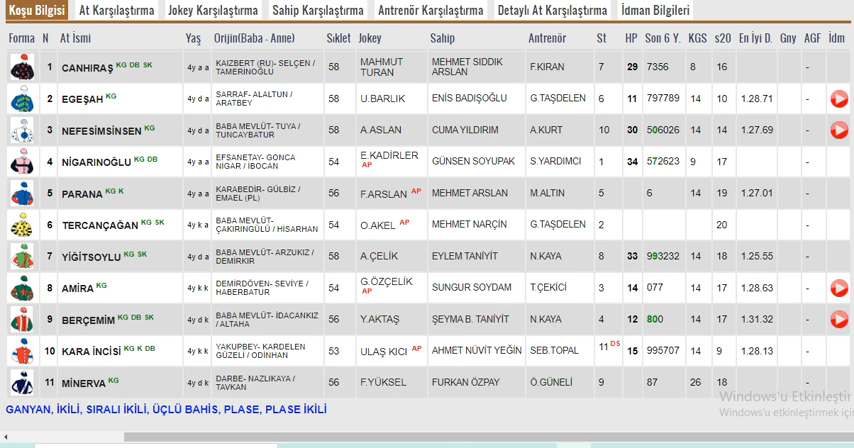 Koşu Bilgisi At Karşılaştırma Jokey Karşılaştırma Sahip Karşılaştırma Antrenör Karşılaştırma Detaylı At Karşılaştırma İdman Bilgileri
Forma N At İsmi Yaş Orijin(Baba - Anne) Sıklet Jokey Sahip Antrenör St HP Son 6 Y. KGS s20 En İyi D. Gny AGF İdm
1 CANHIRAŞ KG DB SK 4y a a KAIZBERT (RU)- SELÇEN / TAMERİNOĞLU 58 MAHMUT TURAN MEHMET SIDDIK ARSLAN F.KIRAN 7 29 7356 8 16 -
2 EGEŞAH KG 4y d a SARRAF- ALALTUN / ARATBEY 58 U.BARLIK ENİS BADIŞOĞLU G.TAŞDELEN 6 11 797789 14 10 1.28.71 -
3 NEFESİMSİNSEN KG 4y d a BABA MEVLÜT- TUYA / TUNCAYBATUR 58 A.ASLAN CUMA YILDIRIM A.KURT 10 30 506026 14 14 1.27.69 -
4 NİGARINOĞLU KG DB 4y a a EFSANETAY- GONCA NIGAR / İBOCAN 54 E.KADİRLER AP GÜNSEN SOYUPAK S.YARDIMCI 1 34 572623 9 17 -
5 PARANA KG K 4y a a KARABEDİR- GÜLBİZ / EMAEL (PL) 56 F.ARSLAN AP MEHMET ARSLAN M.ALTIN 5 6 14 19 1.27.01 -
6 TERCANÇAĞAN KG SK 4y k a BABA MEVLÜT- ÇAKIRINGÜLÜ / HİSARHAN 54 O.AKEL AP MEHMET NARÇİN G.TAŞDELEN 2 20 -
7 YİĞİTSOYLU KG SK 4y d a BABA MEVLÜT- ARZUKIZ / DEMİRKIR 58 A.ÇELİK EYLEM TANİYİT N.KAYA 8 33 993232 14 18 1.25.55 -
8 AMİRA KG 4y k k DEMİRDÖVEN- SEVİYE / HABERBATUR 54 G.ÖZÇELİK AP SUNGUR SOYDAM T.ÇEKİCİ 3 14 077 14 17 1.28.63 -
9 BERÇEMİM KG DB SK 4y d k BABA MEVLÜT- İDACANKIZ / ALTAHA 56 Y.AKTAŞ ŞEYMA B. TANİYİT N.KAYA 4 12 800 14 17 1.31.32 -
10 KARA İNCİSİ KG K DB 4y k k YAKUPBEY- KARDELEN GÜZELİ / ODİNHAN 53 ULAŞ KICI AP AHMET NÜVİT YEĞİN SEB.TOPAL 11 DS 15 995707 14 9 1.28.13 -
11 MİNERVA KG 4y d k DARBE- NAZLIKAYA / TAVKAN 56 F.YÜKSEL FURKAN ÖZPAY Ö.GÜNELİ 9 87 26 18 -
GANYAN, İKİLİ, SIRALI İKİLİ, ÜÇLÜ BAHİS, PLASE, PLASE İKİLİ
Windows'u Etkinleştir
Windows'u etkinleştirmek için